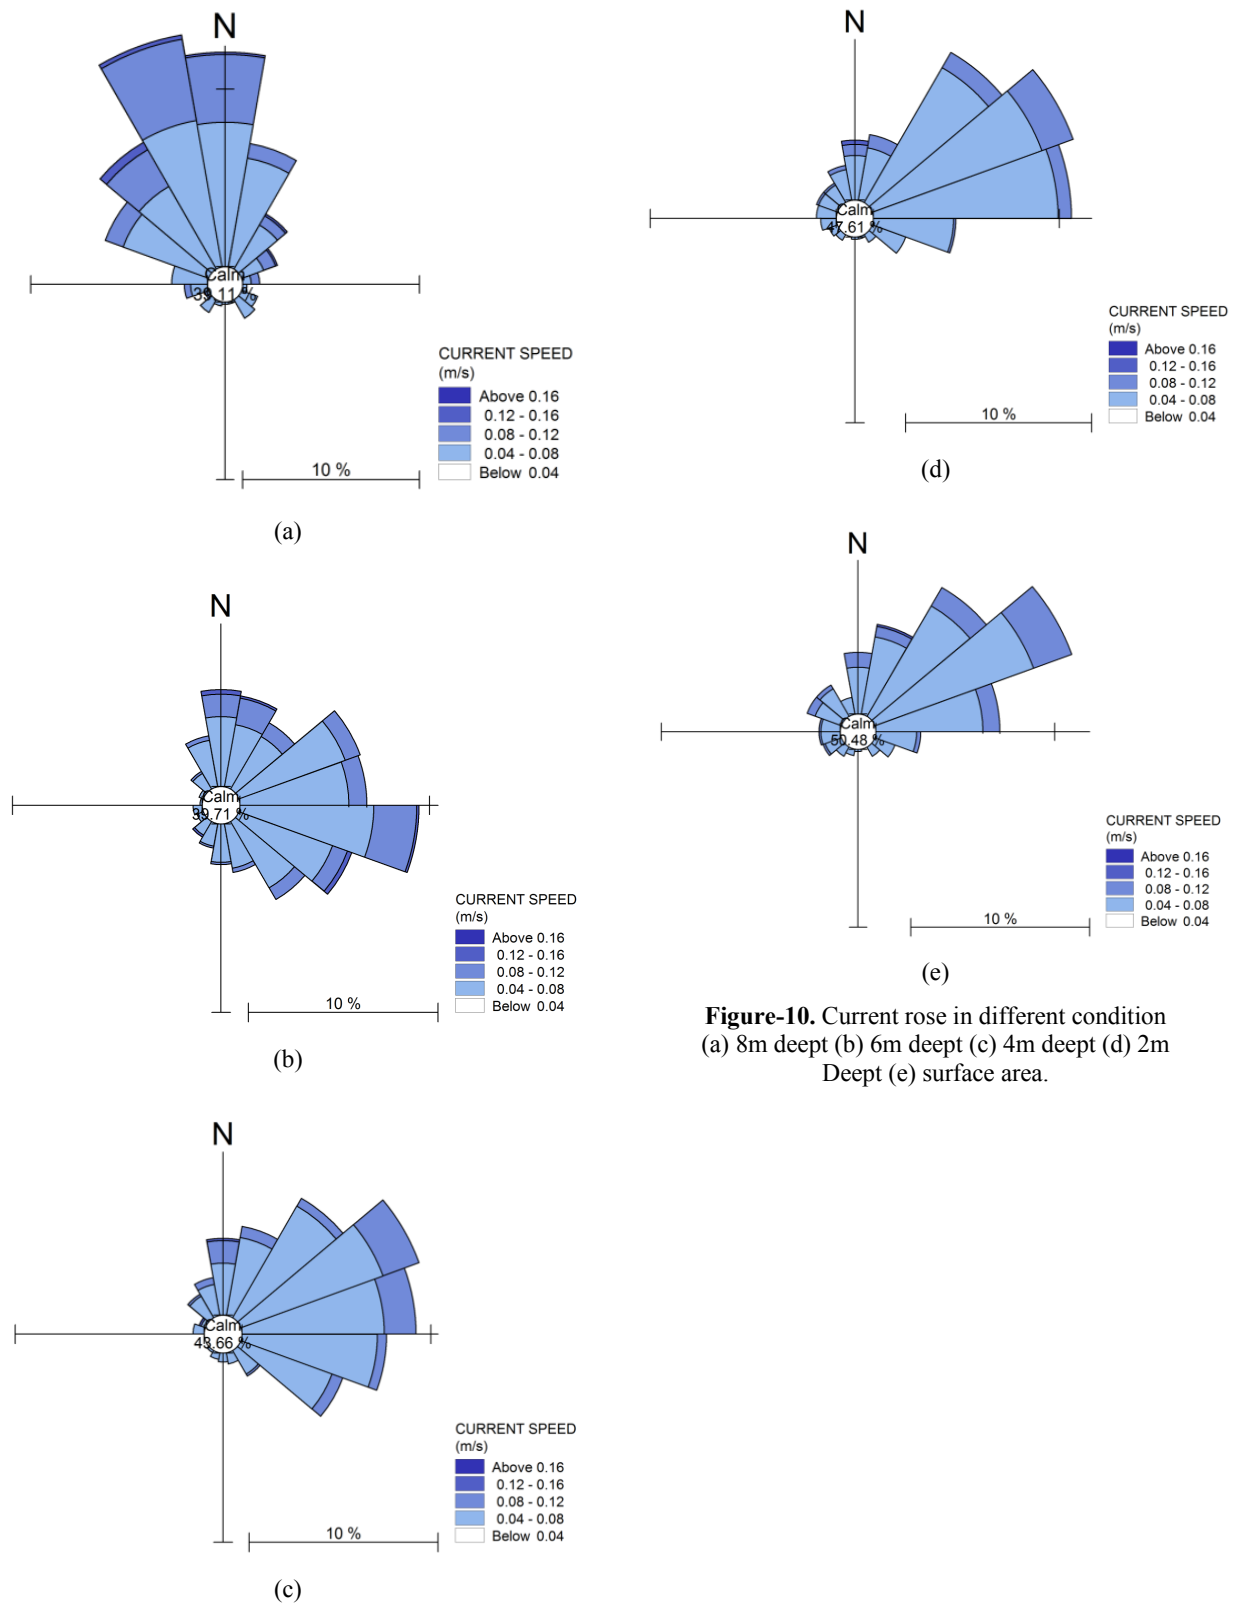 N
Calm
39.11 %
CURRENT SPEED
(m/s)
Above 0.16
0.12 - 0.16
0.08 - 0.12
0.04 - 0.08
Below 0.04
10 %
(a)
N
Calm
39.71 %
CURRENT SPEED
(m/s)
Above 0.16
0.12 - 0.16
0.08 - 0.12
0.04 - 0.08
Below 0.04
10 %
(b)
N
Calm
43.66 %
CURRENT SPEED
(m/s)
Above 0.16
0.12 - 0.16
0.08 - 0.12
0.04 - 0.08
Below 0.04
10 %
(c)
N
Calm
47.61 %
CURRENT SPEED
(m/s)
Above 0.16
0.12 - 0.16
0.08 - 0.12
0.04 - 0.08
Below 0.04
10 %
(d)
N
Calm
50.48 %
CURRENT SPEED
(m/s)
Above 0.16
0.12 - 0.16
0.08 - 0.12
0.04 - 0.08
Below 0.04
10 %
(e)
Figure-10. Current rose in different condition
(a) 8m deept (b) 6m deept (c) 4m deept (d) 2m
Deept (e) surface area.